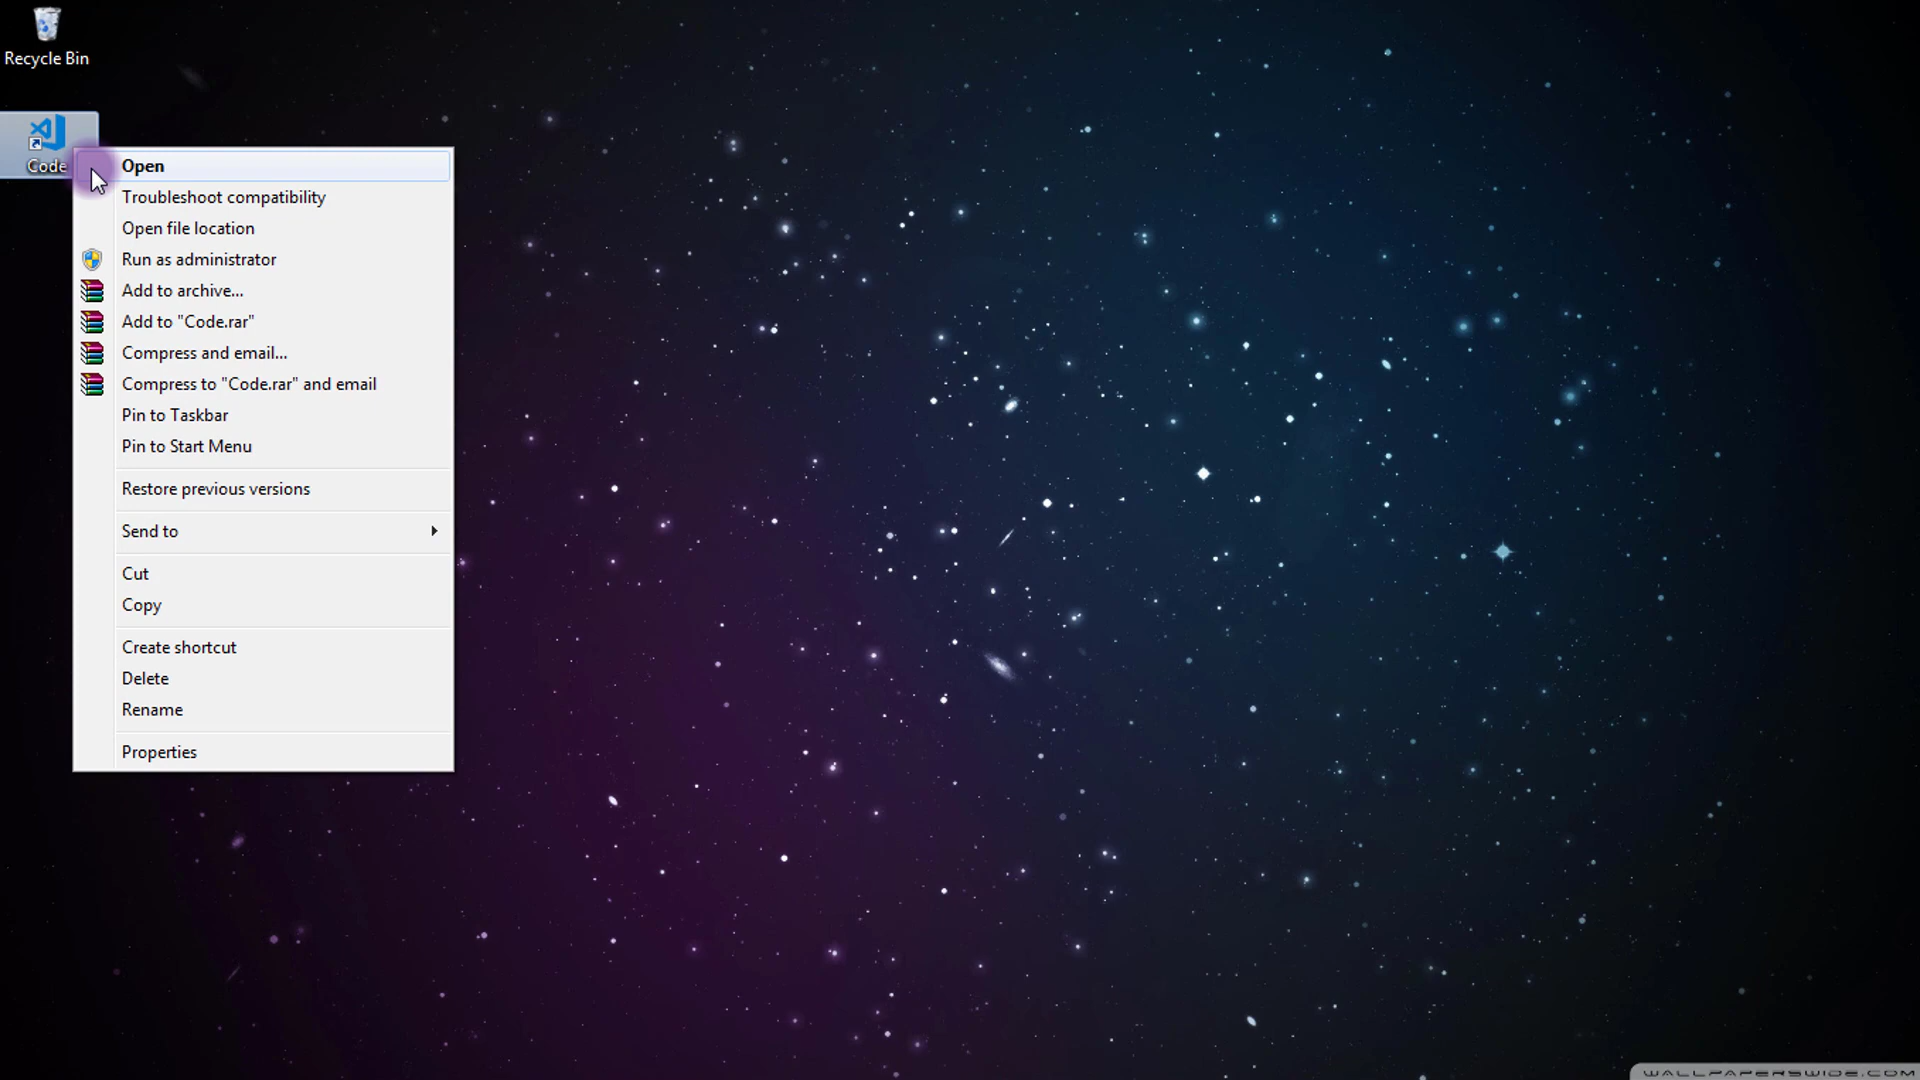 Recycle Bin
Code
Open
Troubleshoot compatibility
Open file location
Run as administrator
Add to archive...
Add to "Code.rar"
Compress and email...
Compress to "Code.rar" and email
Pin to Taskbar
Pin to Start Menu
Restore previous versions
Send to
Cut
Copy
Create shortcut
Delete
Rename
Properties
WALLPAPERSWIDE.COM